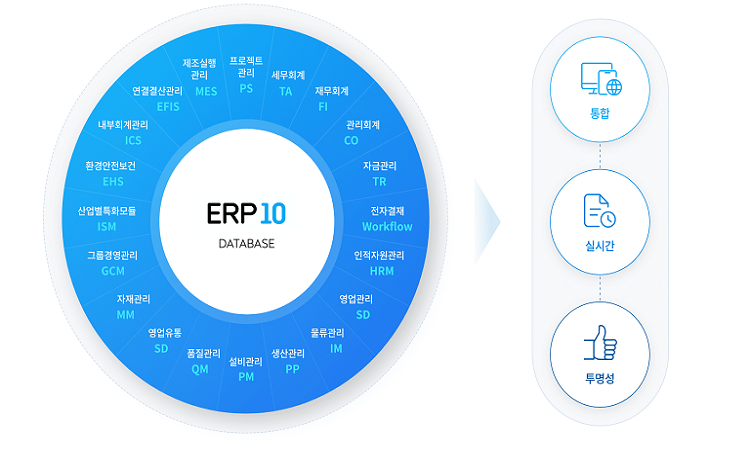 프로젝트
관리
PS
세무회계
TA
재무회계
FI
관리회계
CO
자금관리
TR
전자결재
Workflow
인적자원관리
HRM
영업관리
SD
물류관리
IM
생산관리
PP
설비관리
PM
품질관리
QM
영업유통
SD
자재관리
MM
그룹경영관리
GCM
산업별특화모듈
ISM
환경안전보건
EHS
내부회계관리
ICS
연결결산관리
EFIS
제조실행
관리
MES
ERP10
DATABASE
통합
실시간
투명성